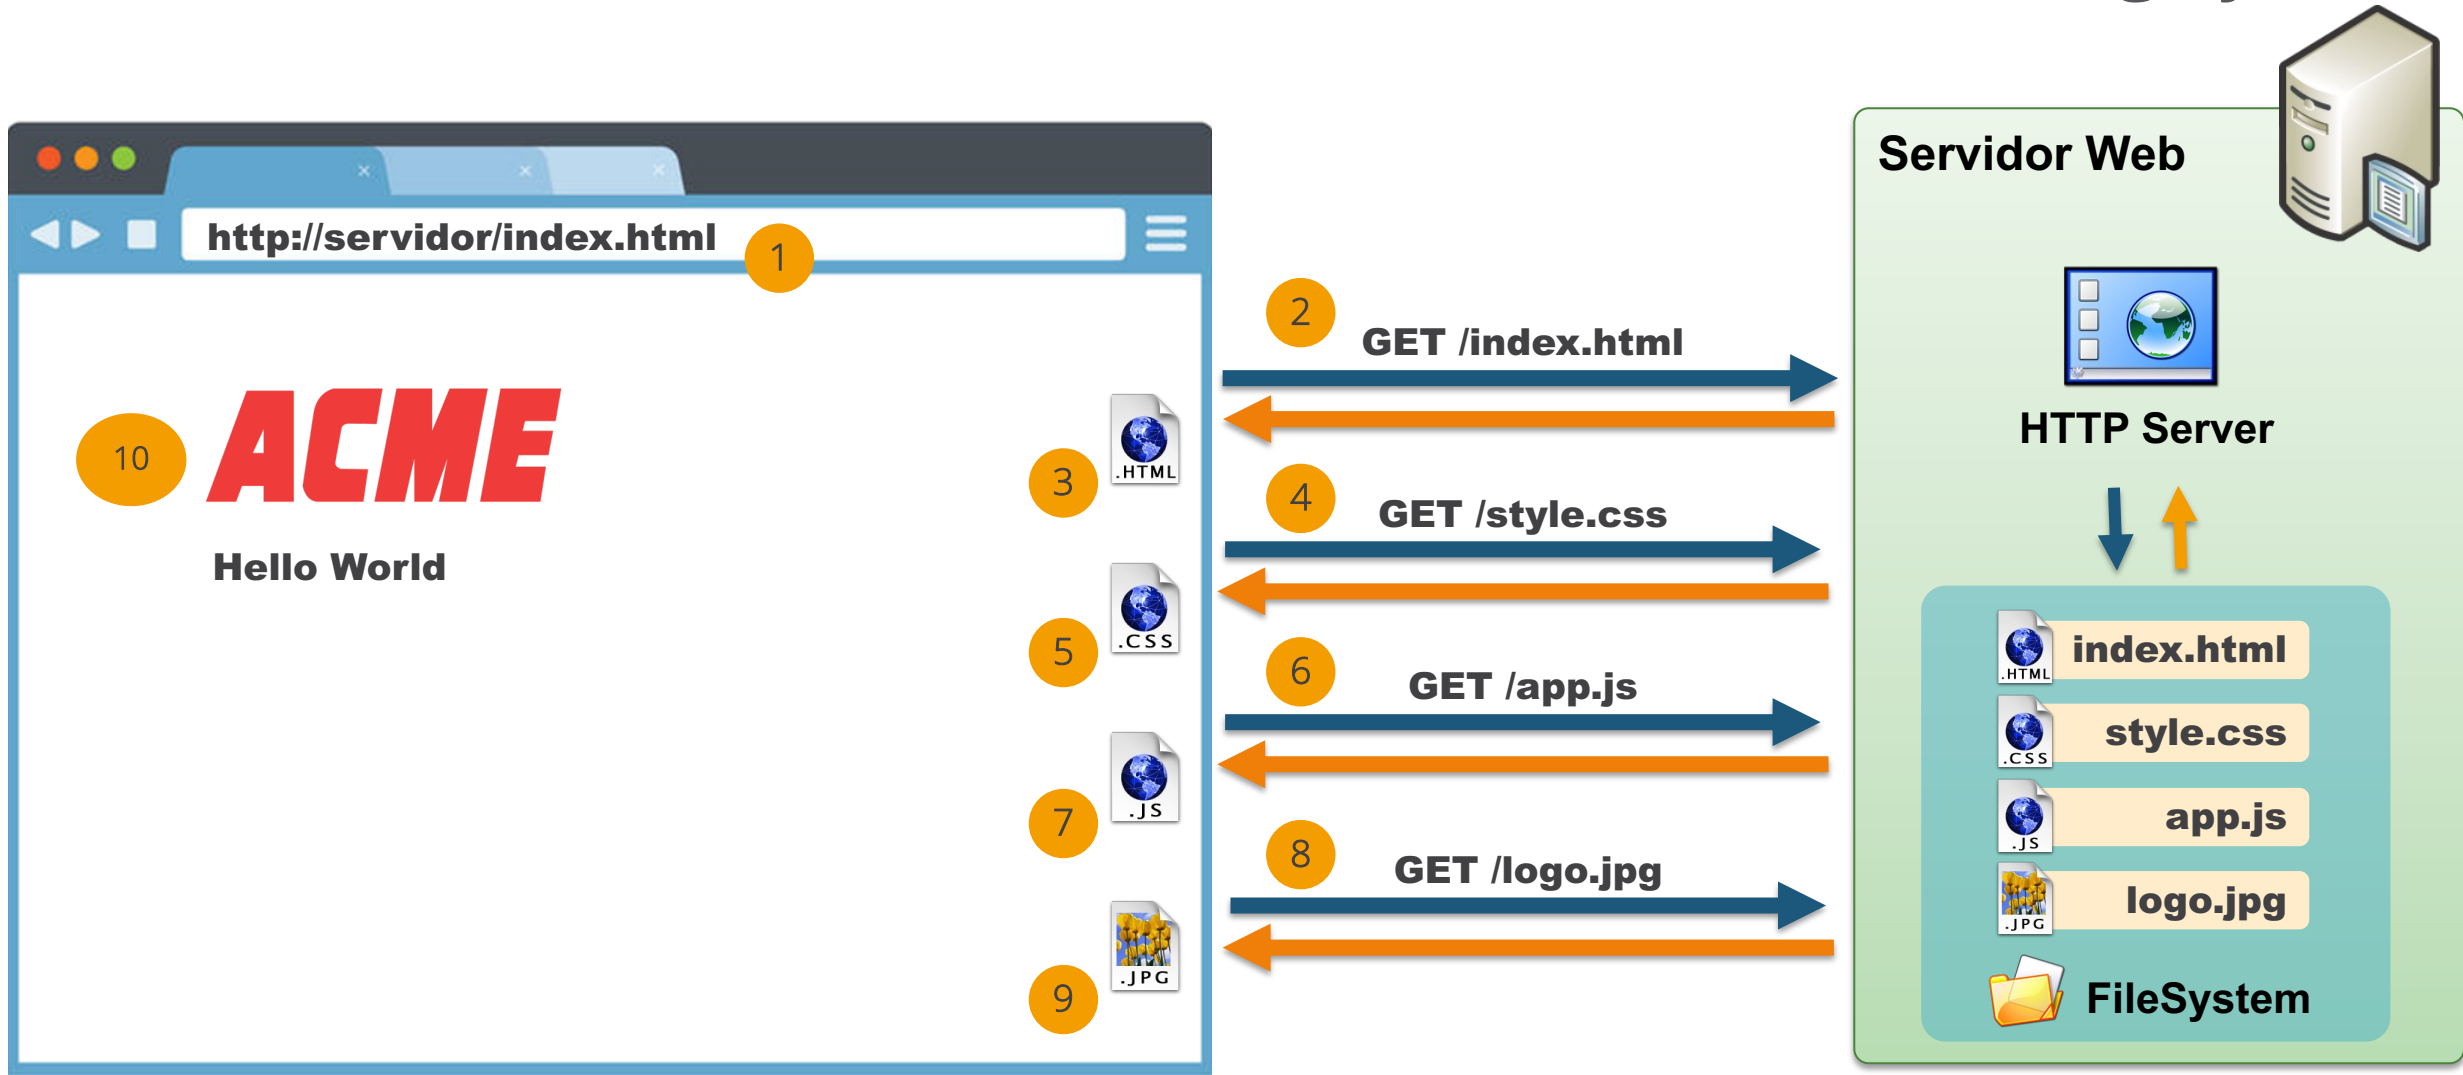 Servidor Web
http://servidor/index.html
1
2
GET /index.html
HTTP Server
10
ACME
Hello World
3
.HTML
4
GET /style.css
5
.CSS
6
GET /app.js
7
.JS
8
GET /logo.jpg
9
.JPG
.HTML
index.html
.CSS
style.css
.JS
app.js
.JPG
logo.jpg
FileSystem